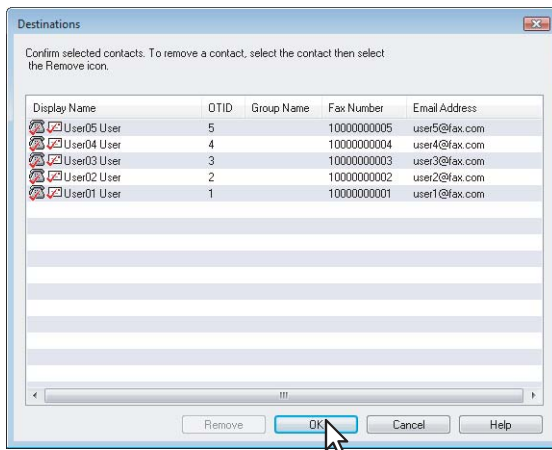 Destinations
Confirm selected contacts. To remove a contact, select the contact then select
the Remove icon.
Display Name OTID Group Name Fax Number Email Address
User05 User 5 10000000005 user5@fax.com
User04 User 4 10000000004 user4@fax.com
User03 User 3 10000000003 user3@fax.com
User02 User 2 10000000002 user2@fax.com
User01 User 1 10000000001 user1@fax.com
Remove OK Cancel Help